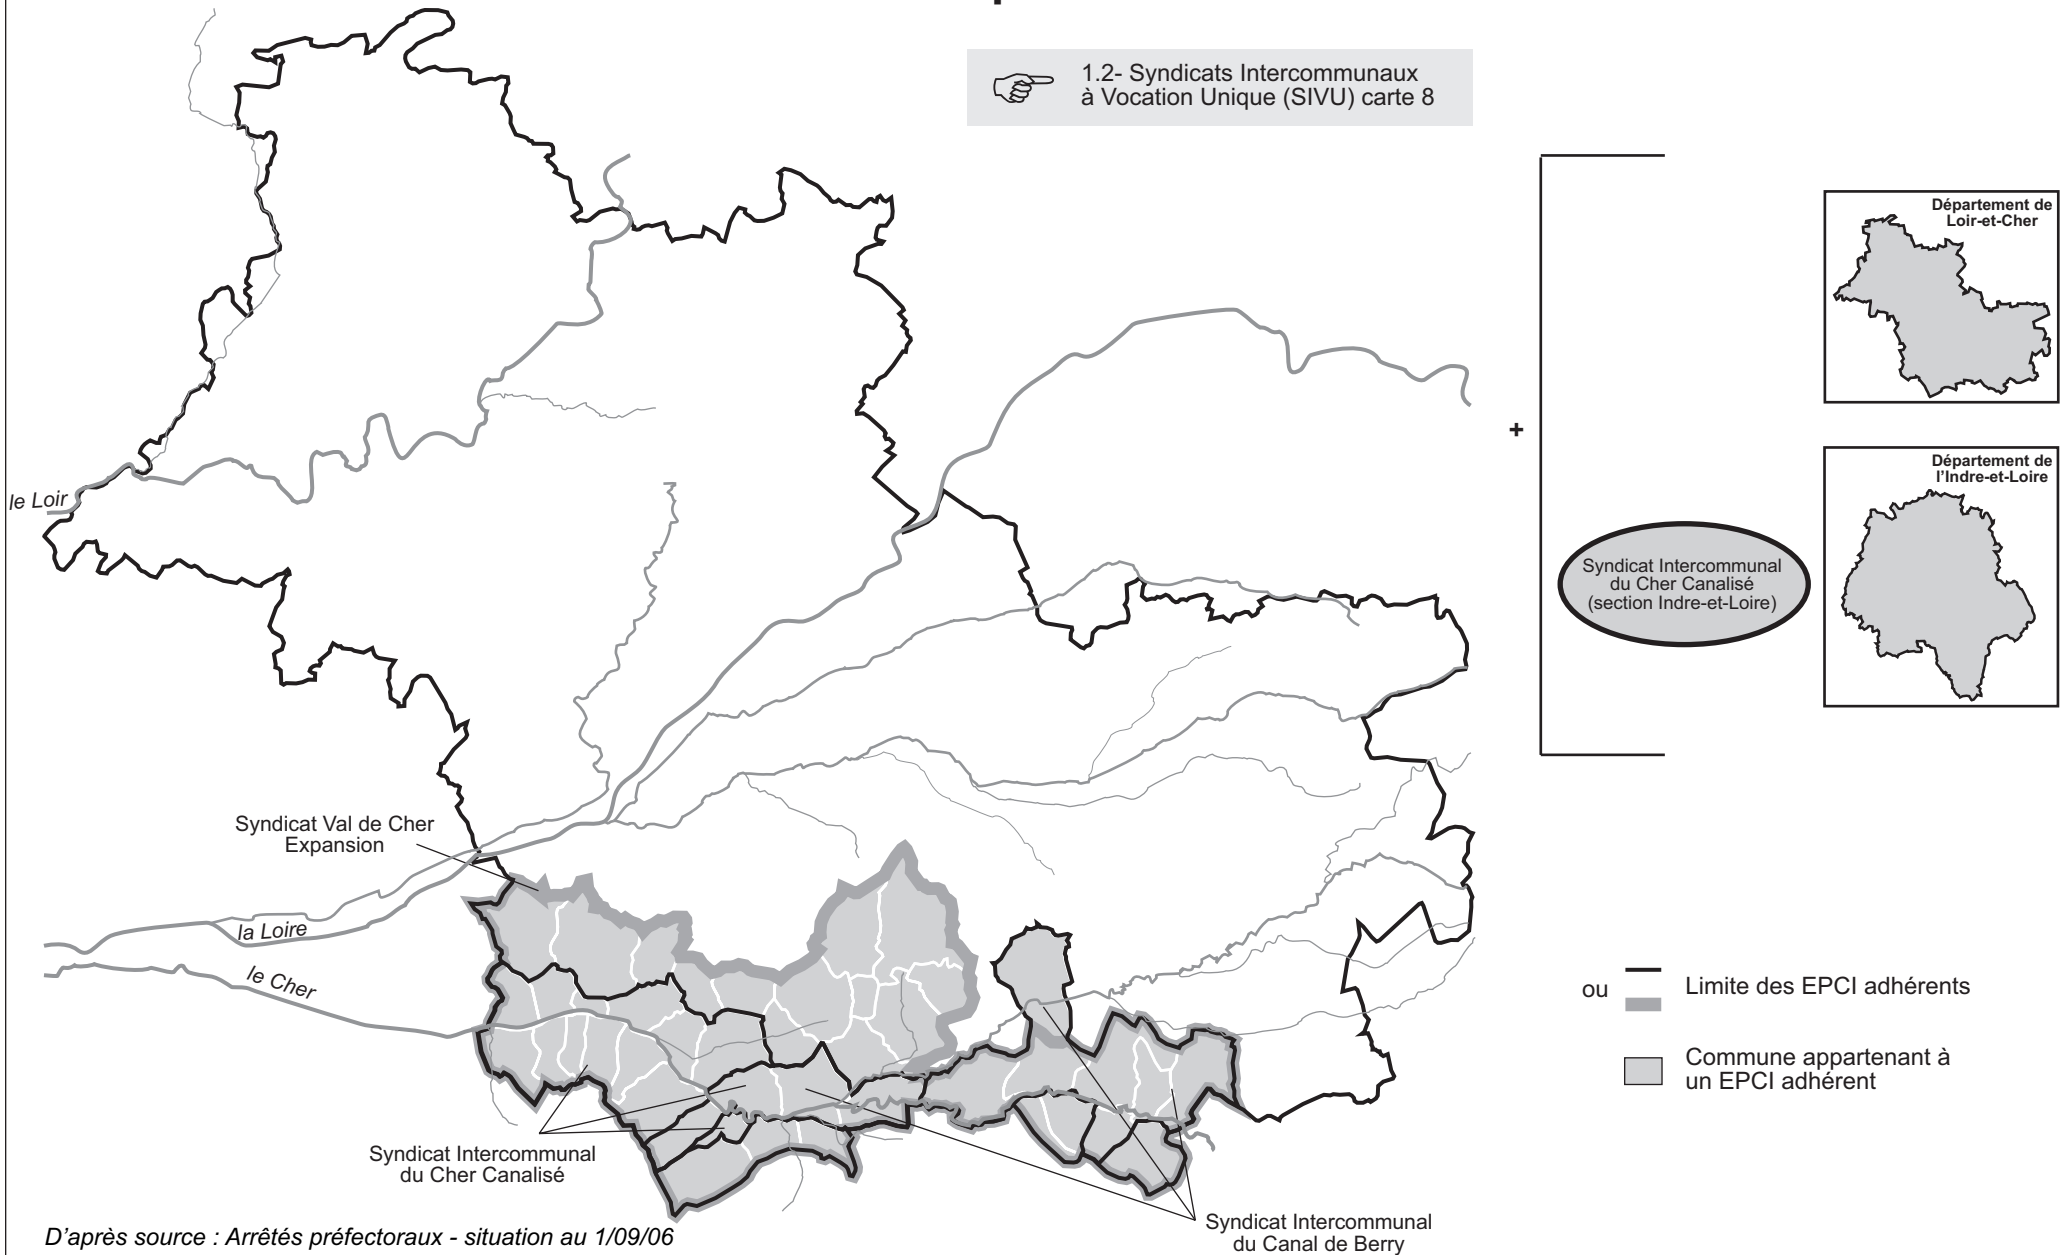 1.2- Syndicats Intercommunaux
à Vocation Unique (SIVU) carte 8
Département de
Loir-et-Cher
+
Département de
l'Indre-et-Loire
le Loir
Syndicat Intercommunal
du Cher Canalisé
(section Indre-et-Loire)
Syndicat Val de Cher
Expansion
la Loire
le Cher
ou
Limite des EPCI adhérents
Commune appartenant à
un EPCI adhérent
Syndicat Intercommunal
du Cher Canalisé
Syndicat Intercommunal
du Canal de Berry
D'après source : Arrêtés préfectoraux - situation au 1/09/06